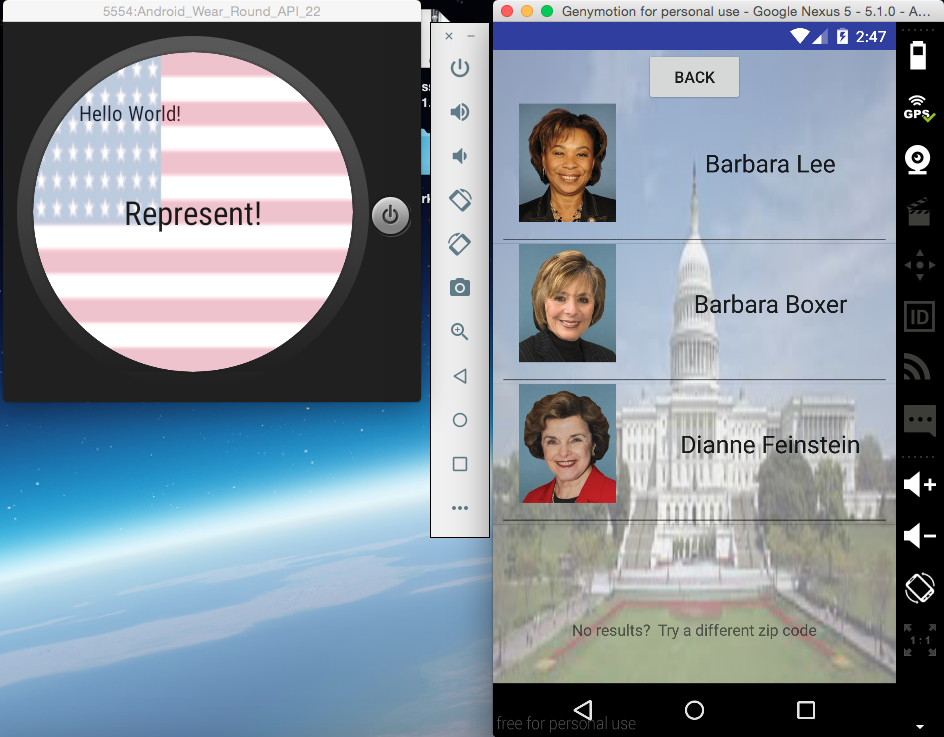 5554:Android_Wear_Round_API_22
Hello World!
Represent!
Genymotion for personal use - Google Nexus 5 - 5.1.0 - A...
2:47
BACK
Barbara Lee
Barbara Boxer
Dianne Feinstein
No results? Try a different zip code
free for personal use
GPS
ID
1:1